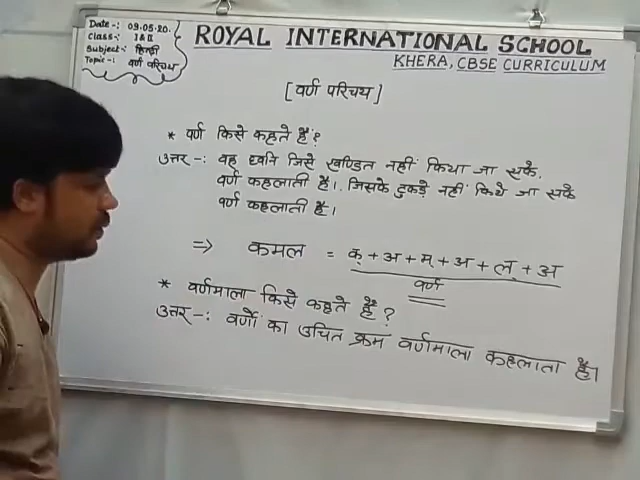 Date-: 09.05.20.
Class-: I & II
Subject-: हिन्दी
Topic-: वर्ण परिचय
ROYAL INTERNATIONAL SCHOOL
KHERA, CBSE CURRICULUM
[वर्ण परिचय]
* वर्ण किसे कहते हैं?
उत्तर -: वह ध्वनि जिसे खण्डित नहीं किया जा सके,
वर्ण कहलाती है।, जिसके टुकड़े नहीं किये जा सके
वर्ण कहलाती है।
⇒ कमल = क् + अ + म् + अ + ल् + अ
वर्ण
* वर्णमाला किसे कहते हैं?
उत्तर -: वर्णों का उचित क्रम वर्णमाला कहलाता है।